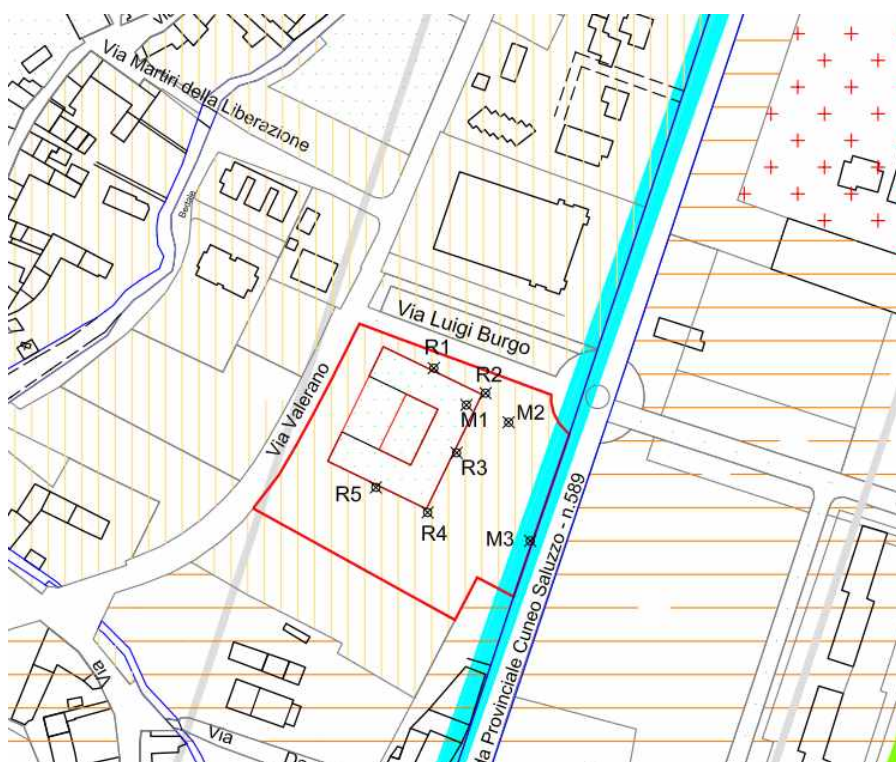 Via Martiri della Liberazione
Bedale
Via Luigi Burgo
R1
R2
M1
M2
Via Valerano
R3
R5
R4
M3
la Provinciale Cuneo Saluzzo - n.589
Via
Via